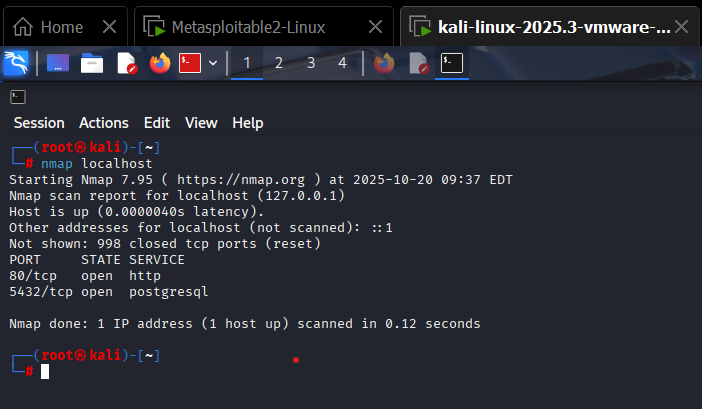 Home
Metasploitable2-Linux
kali-linux-2025.3-vmware-...
1 2 3 4
Session Actions Edit View Help
┌──(root㉿kali)-[~]
└─# nmap localhost
Starting Nmap 7.95 ( https://nmap.org ) at 2025-10-20 09:37 EDT
Nmap scan report for localhost (127.0.0.1)
Host is up (0.0000040s latency).
Other addresses for localhost (not scanned): ::1
Not shown: 998 closed tcp ports (reset)
PORT     STATE SERVICE
80/tcp   open  http
5432/tcp open  postgresql
Nmap done: 1 IP address (1 host up) scanned in 0.12 seconds
┌──(root㉿kali)-[~]
└─#